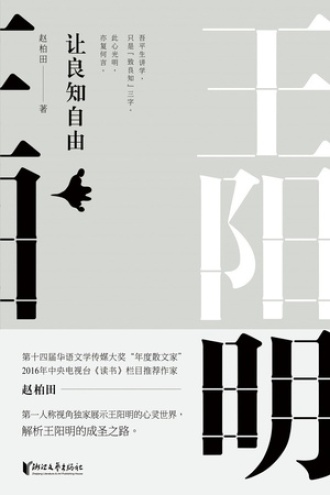 赵柏田
著
让良知自由
吾平生讲学，
只是“致良知”三字。
此心光明，
亦复何言。
王阳明
王阳
第十四届华语文学传媒大奖“年度散文家”
2016年中央电视台《读书》栏目推荐作家
赵柏田
第一人称视角独家展示王阳明的心灵世界，
解析王阳明的成圣之路。
浙江文艺出版社